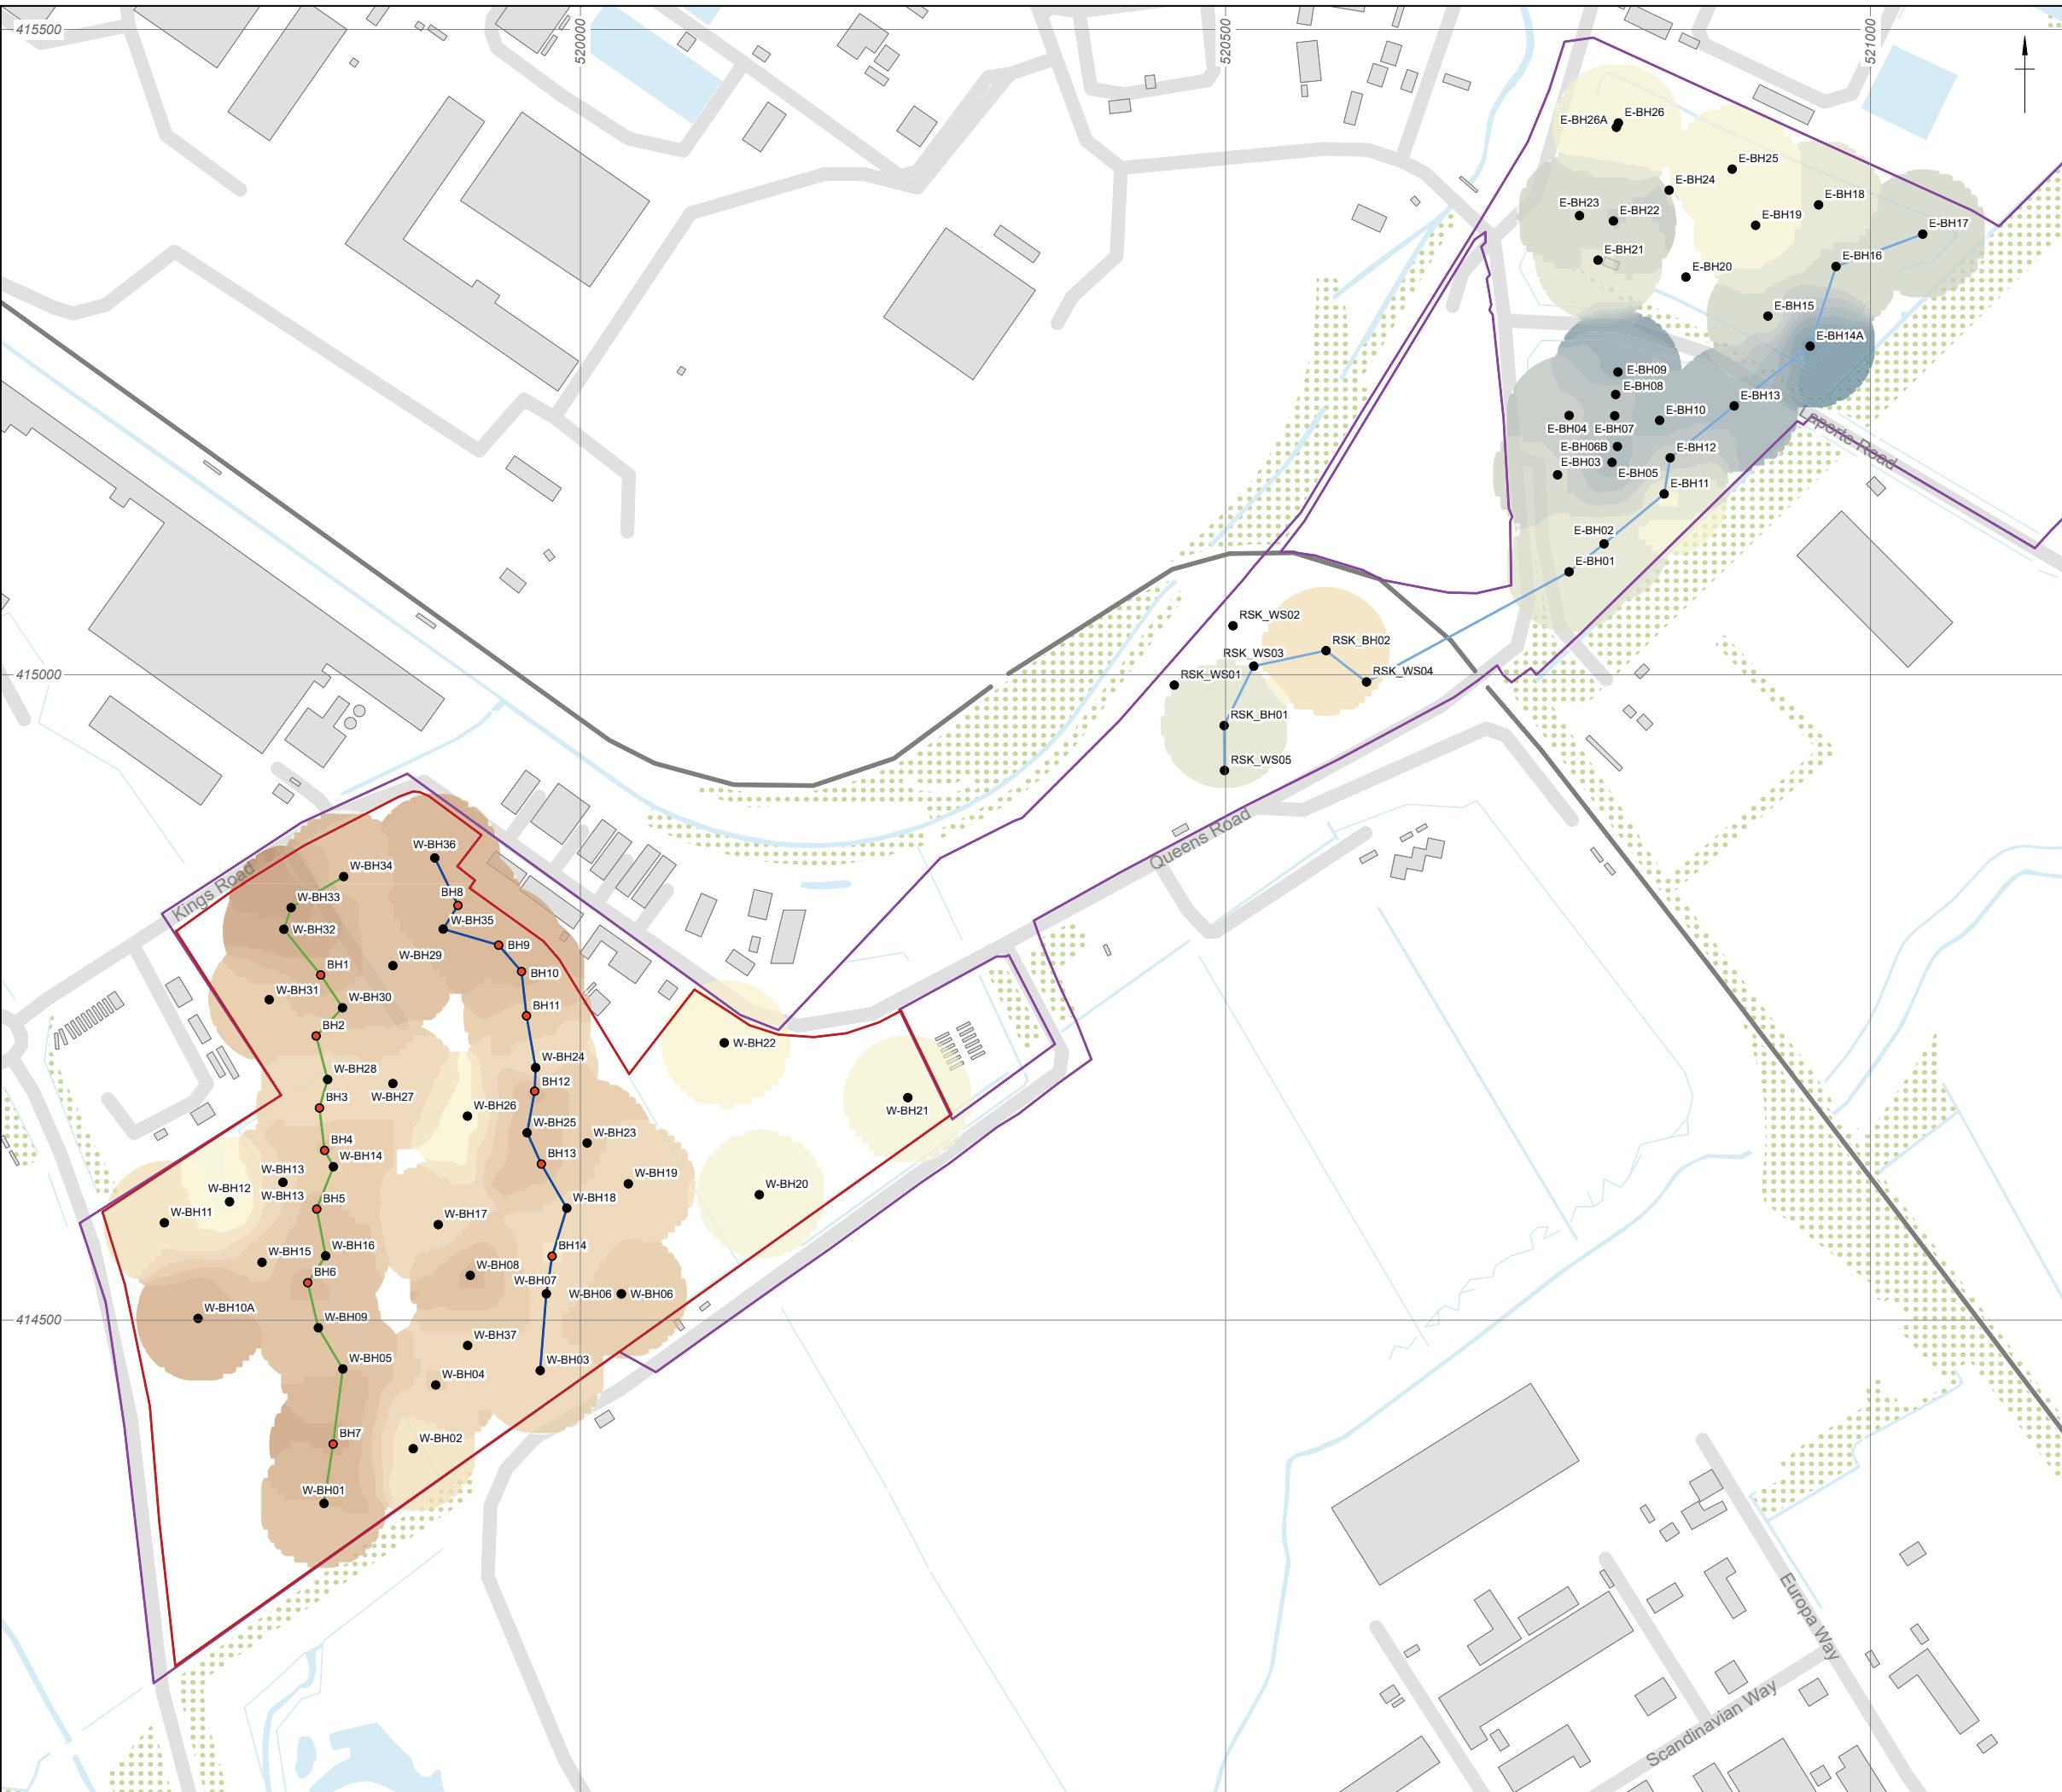 415500
520000
520500
521000
E-BH26
E-BH26A
E-BH25
E-BH24
E-BH18
E-BH23
E-BH22
E-BH19
E-BH17
E-BH21
E-BH16
E-BH20
E-BH15
E-BH14A
E-BH09
E-BH08
E-BH13
E-BH10
E-BH04
E-BH07
Laporte Road
E-BH06B
E-BH12
E-BH03
E-BH05
E-BH11
E-BH02
E-BH01
RSK_WS02
RSK_BH02
RSK_WS03
415000
RSK_WS01
RSK_WS04
RSK_BH01
RSK_WS05
Queens Road
W-BH36
W-BH34
Kings Road
BH8
W-BH33
W-BH35
W-BH32
BH9
W-BH29
BH1
BH10
W-BH31
W-BH30
BH11
BH2
W-BH22
W-BH24
W-BH28
BH12
W-BH27
BH3
W-BH21
W-BH26
W-BH25
BH4
W-BH23
W-BH14
BH13
W-BH13
W-BH19
W-BH12
W-BH13
W-BH20
BH5
W-BH18
W-BH11
W-BH17
W-BH16
BH14
W-BH15
W-BH08
BH6
W-BH07
W-BH06
W-BH06
W-BH10A
414500
W-BH09
W-BH37
W-BH05
W-BH03
W-BH04
BH7
W-BH02
W-BH01
Europa Way
Scandinavian Way